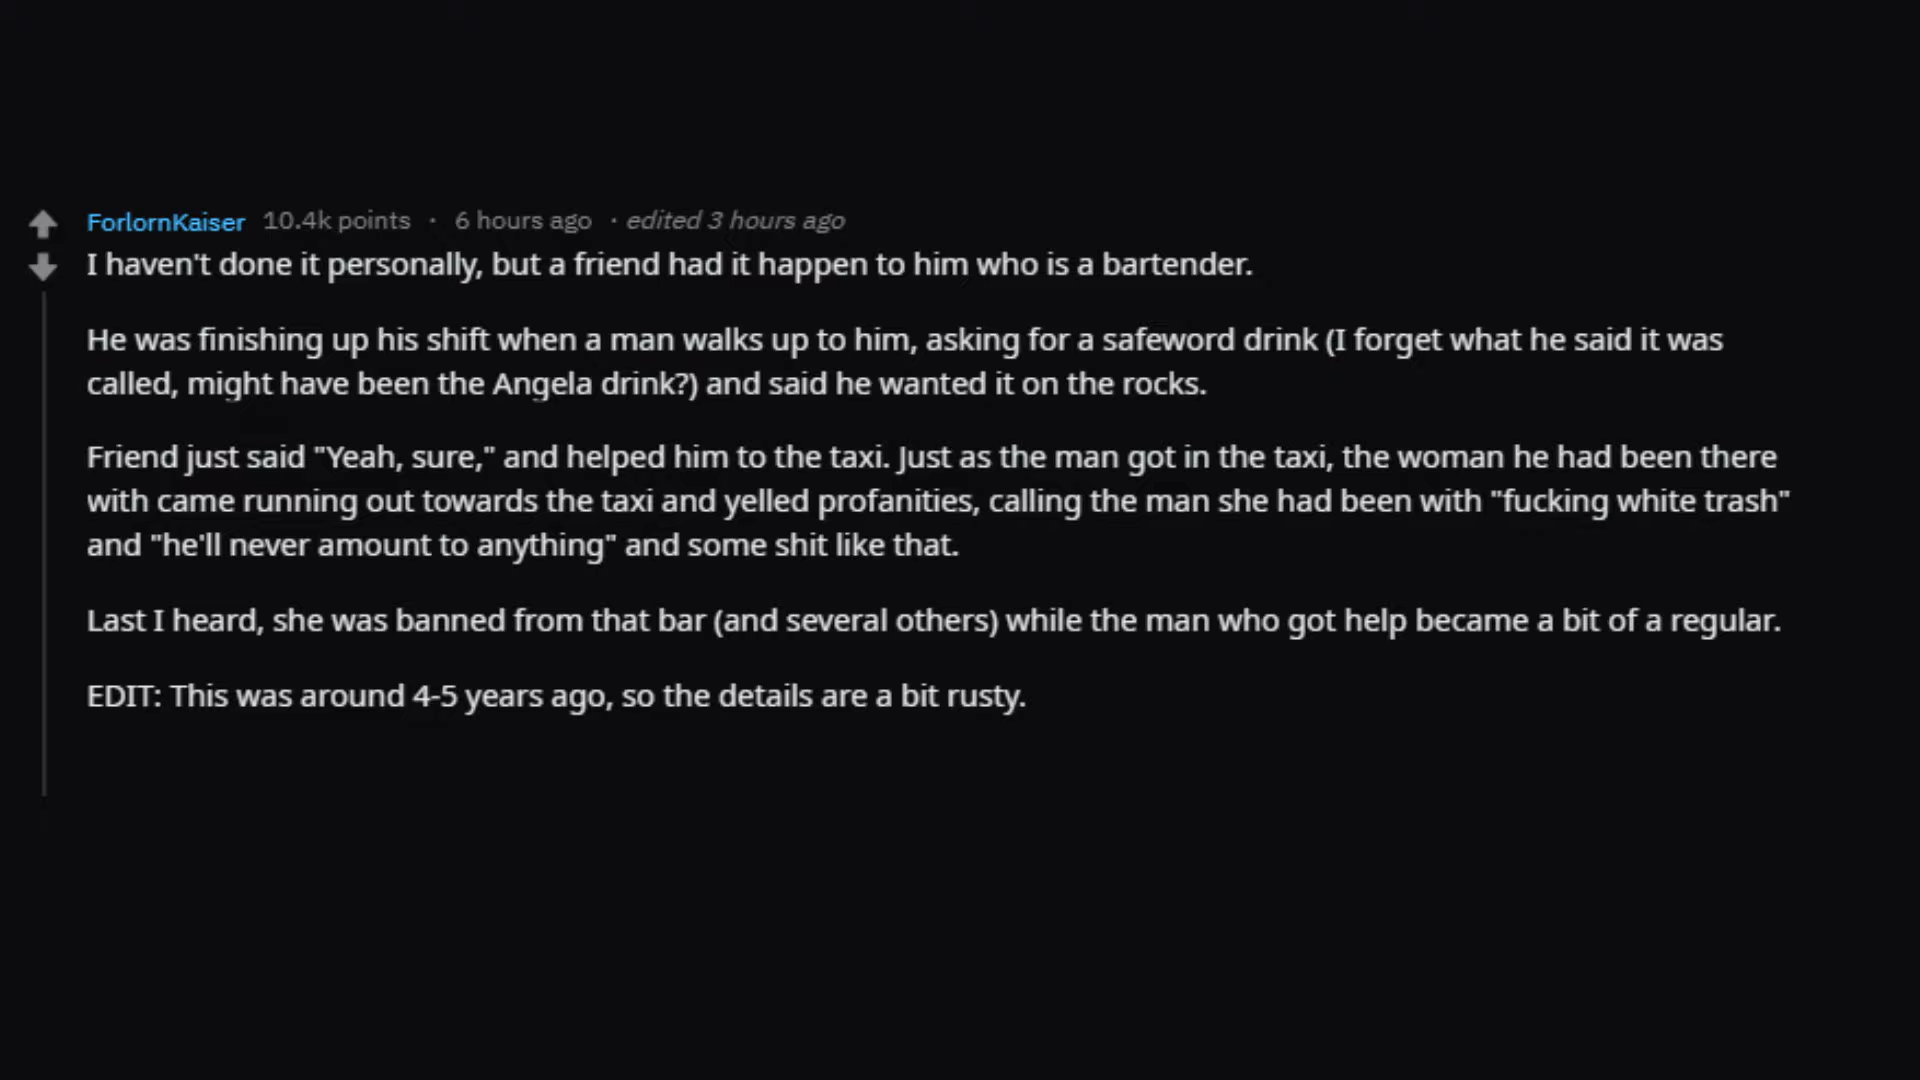 ForlornKaiser 10.4k points · 6 hours ago · edited 3 hours ago
I haven't done it personally, but a friend had it happen to him who is a bartender.
He was finishing up his shift when a man walks up to him, asking for a safeword drink (I forget what he said it was
called, might have been the Angela drink?) and said he wanted it on the rocks.
Friend just said "Yeah, sure," and helped him to the taxi. Just as the man got in the taxi, the woman he had been there
with came running out towards the taxi and yelled profanities, calling the man she had been with "fucking white trash"
and "he'll never amount to anything" and some shit like that.
Last I heard, she was banned from that bar (and several others) while the man who got help became a bit of a regular.
EDIT: This was around 4-5 years ago, so the details are a bit rusty.